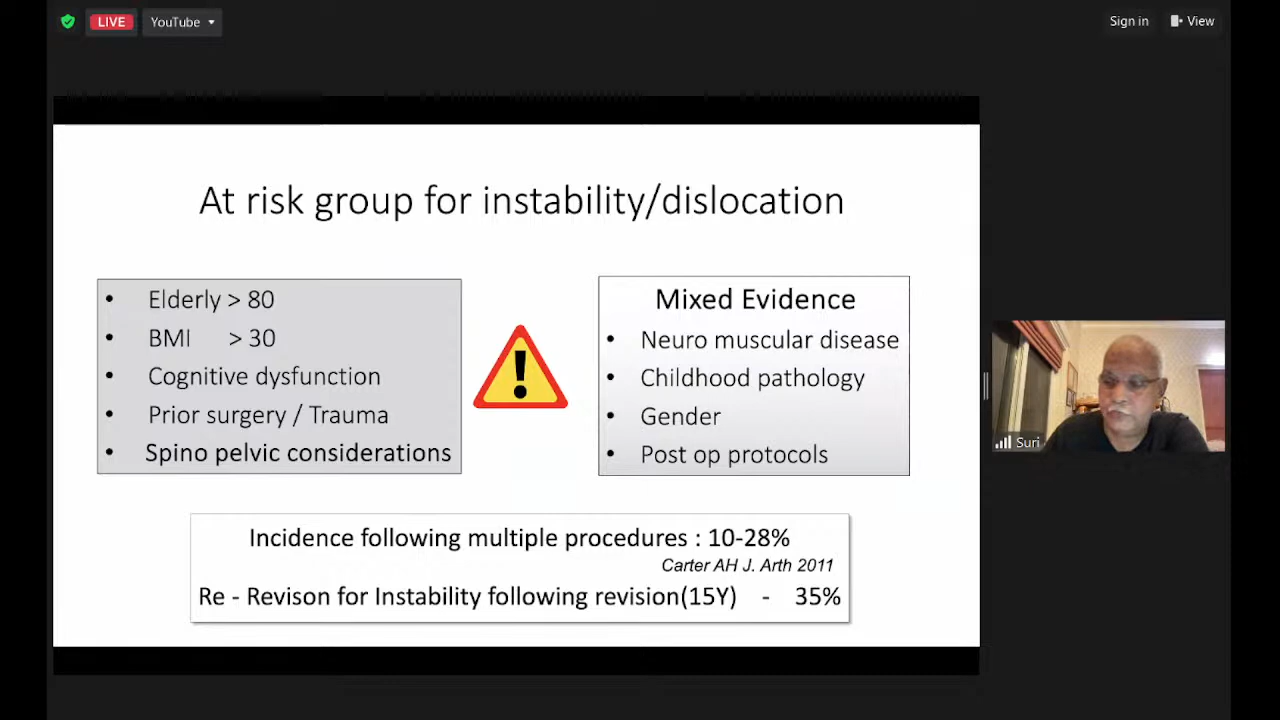 LIVE
YouTube
Sign in
View
At risk group for instability/dislocation
• Elderly > 80
• BMI > 30
• Cognitive dysfunction
• Prior surgery / Trauma
• Spino pelvic considerations
!
Mixed Evidence
• Neuro muscular disease
• Childhood pathology
• Gender
• Post op protocols
Incidence following multiple procedures : 10-28%
Carter AH J. Arth 2011
Re - Revison for Instability following revision(15Y) - 35%
Suri